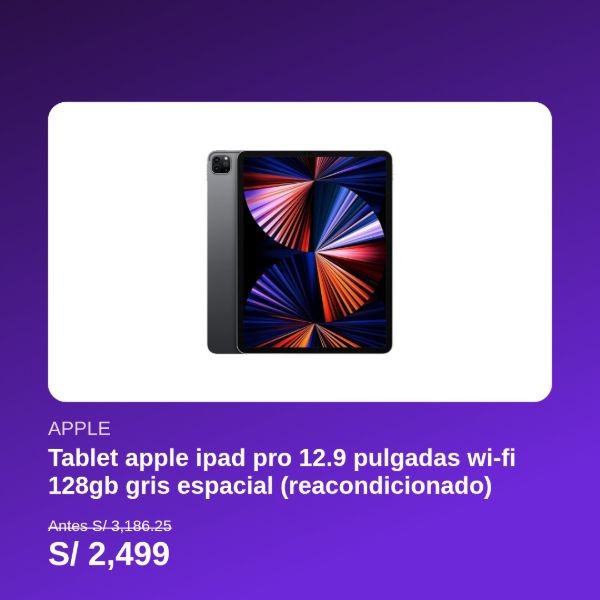 APPLE
Tablet apple ipad pro 12.9 pulgadas wi-fi
128gb gris espacial (reacondicionado)
Antes S/ 3,186.25
S/ 2,499